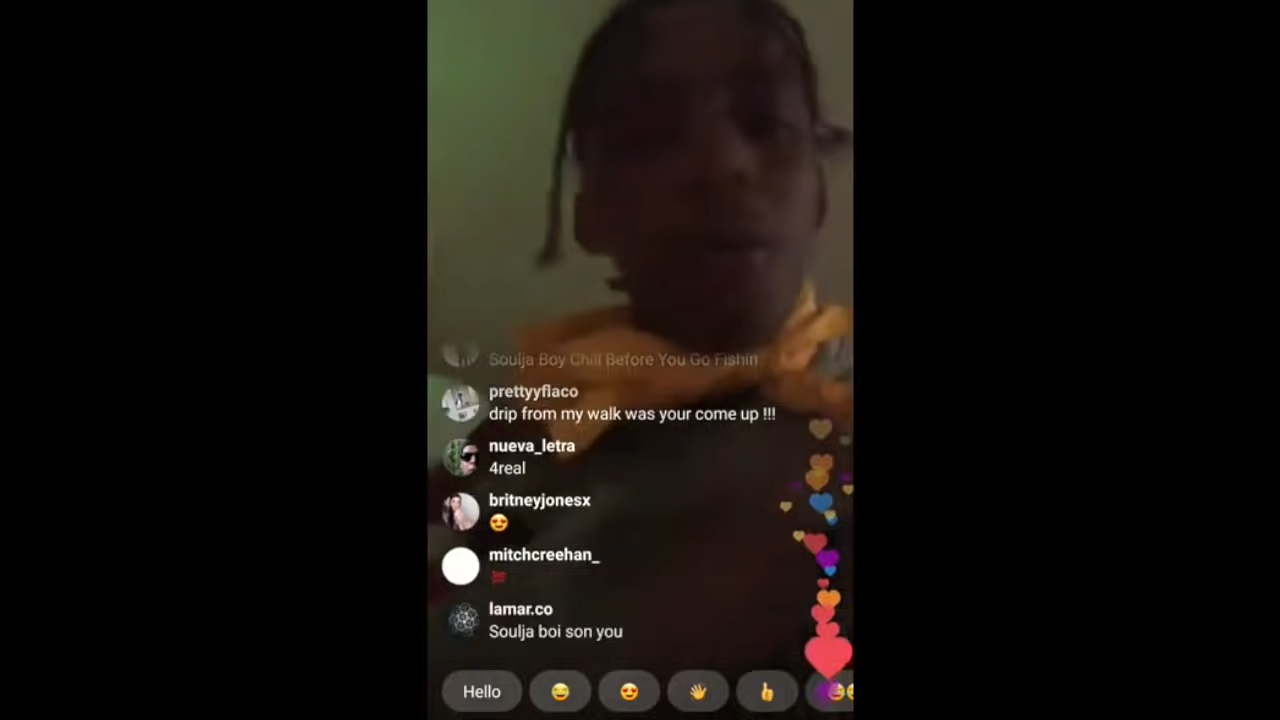 Soulja Boy Chill Before You Go Fishin
prettyyflaco
drip from my walk was your come up !!!
nueva_letra
4real
britneyjonesx
😍
mitchcreehan_
💯
lamar.co
Soulja boi son you
Hello 😂 😍 👋 👍